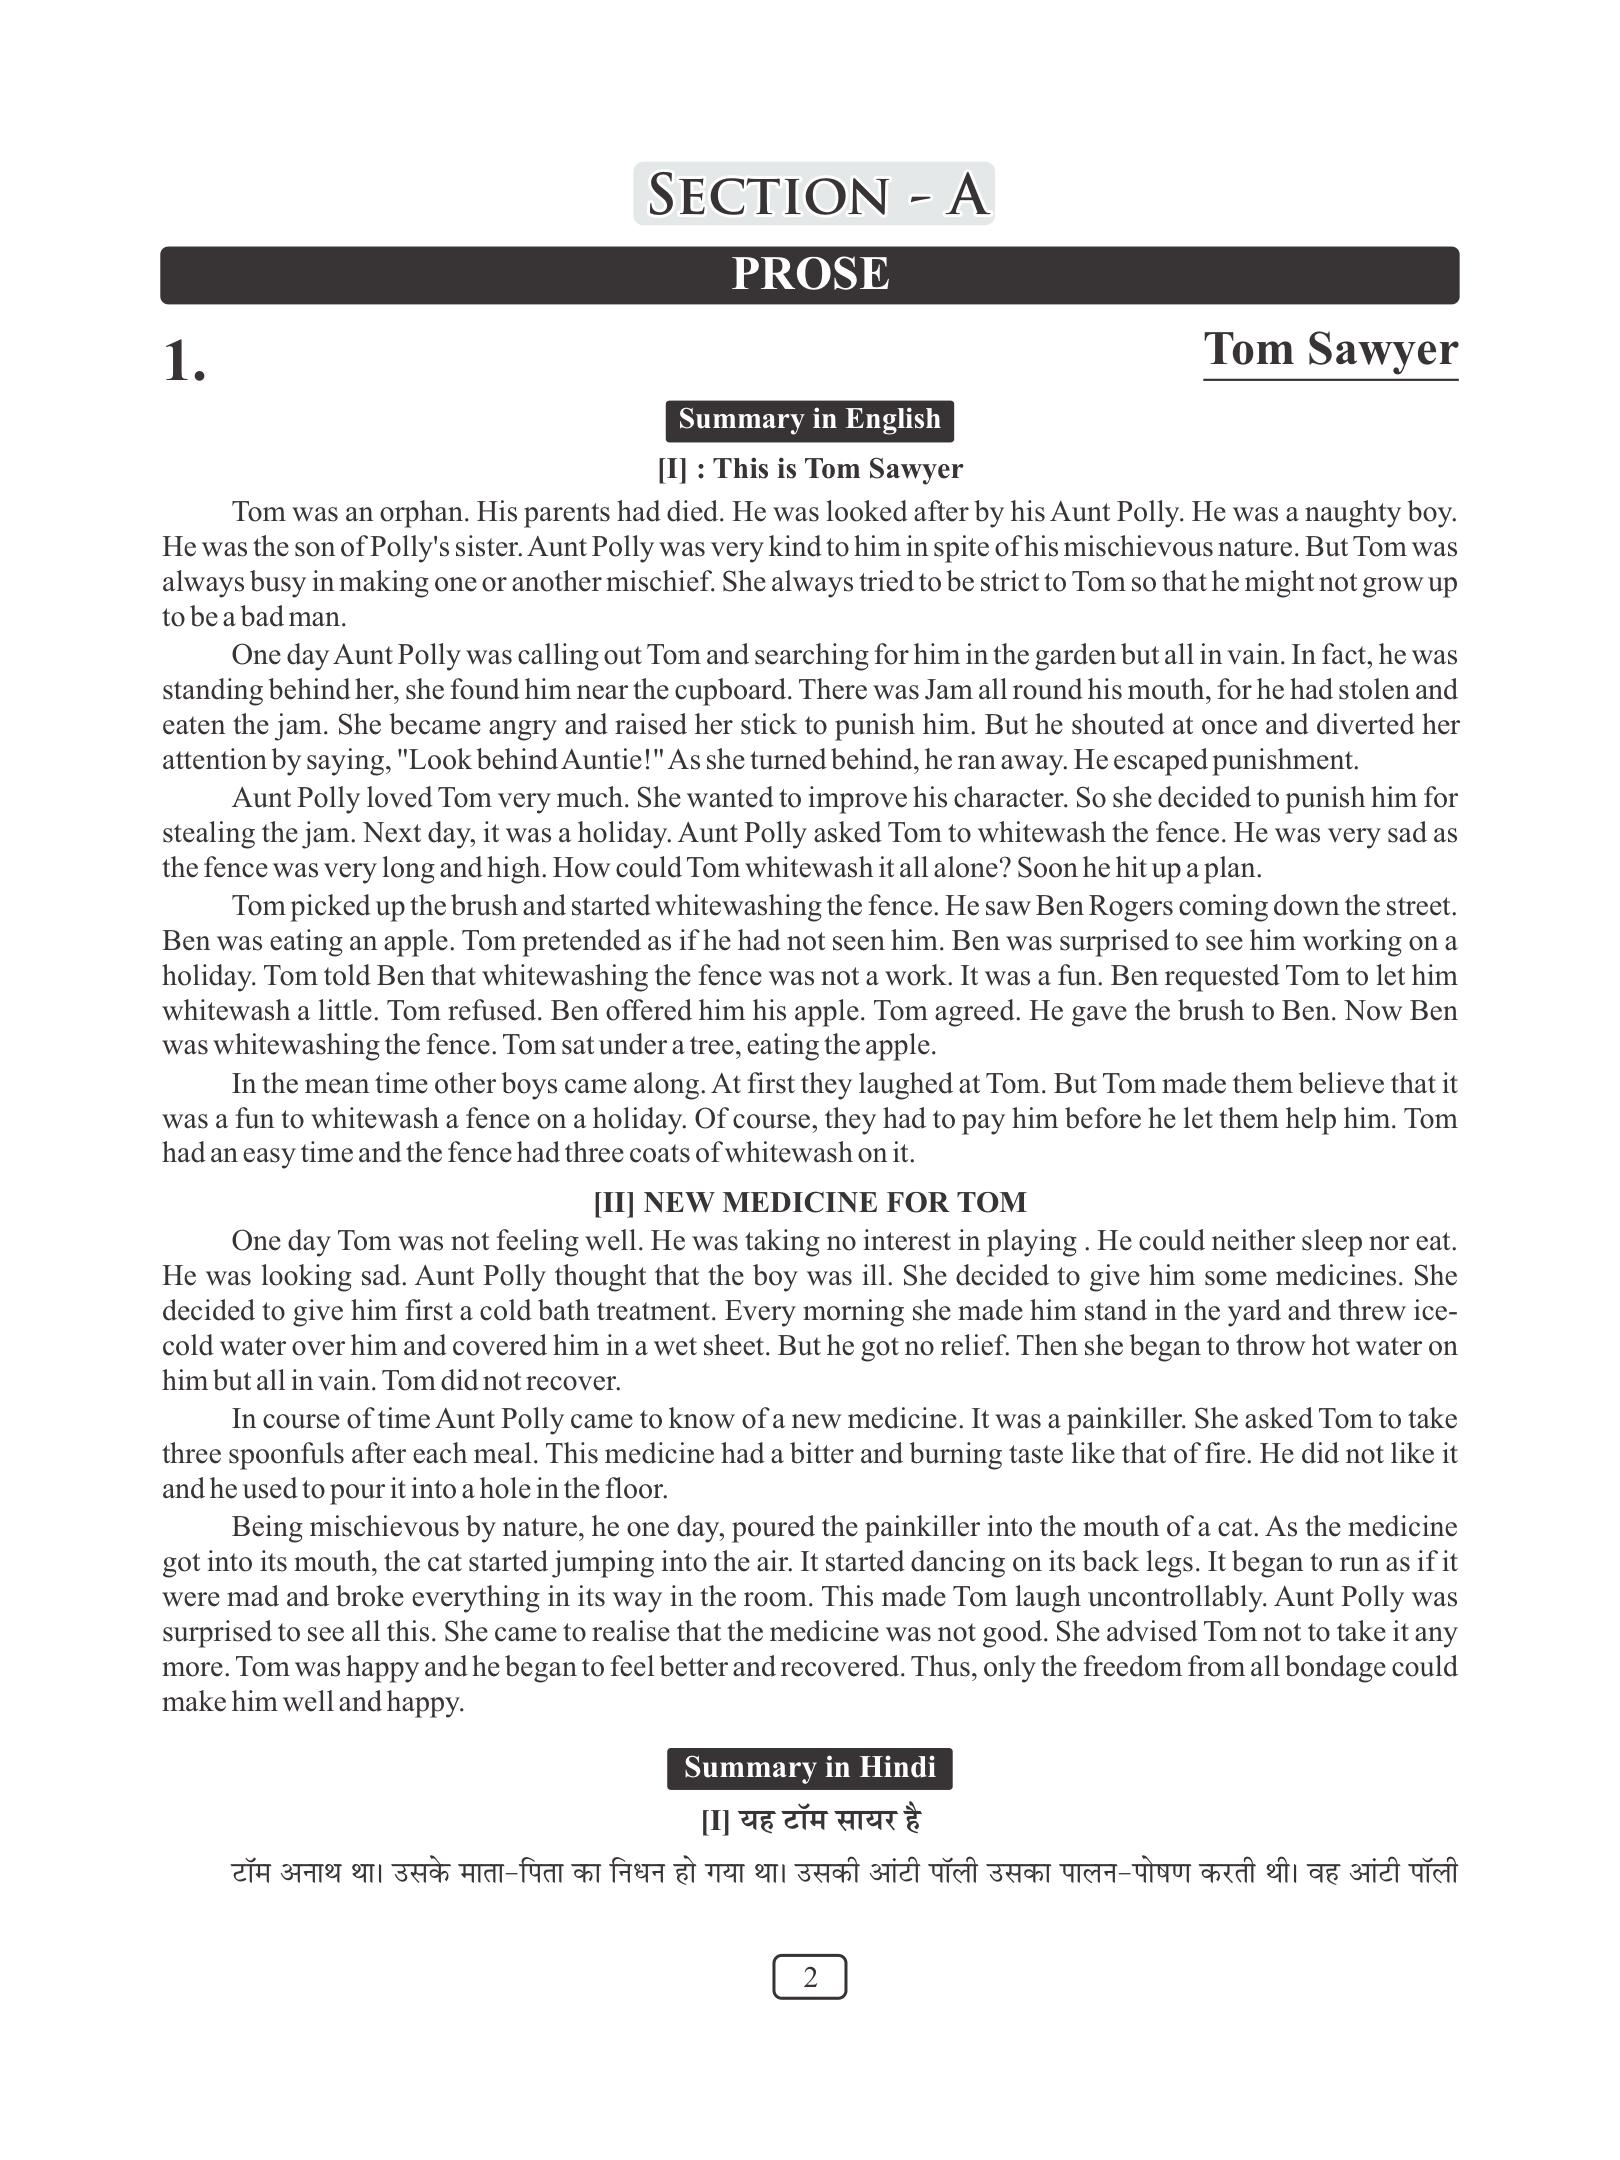 SECTION - A
PROSE
1.
Tom Sawyer
Summary in English
[I] : This is Tom Sawyer
Tom was an orphan. His parents had died. He was looked after by his Aunt Polly. He was a naughty boy.
He was the son of Polly's sister. Aunt Polly was very kind to him in spite of his mischievous nature. But Tom was
always busy in making one or another mischief. She always tried to be strict to Tom so that he might not grow up
to be a bad man.
One day Aunt Polly was calling out Tom and searching for him in the garden but all in vain. In fact, he was
standing behind her, she found him near the cupboard. There was Jam all round his mouth, for he had stolen and
eaten the jam. She became angry and raised her stick to punish him. But he shouted at once and diverted her
attention by saying, "Look behind Auntie!" As she turned behind, he ran away. He escaped punishment.
Aunt Polly loved Tom very much. She wanted to improve his character. So she decided to punish him for
stealing the jam. Next day, it was a holiday. Aunt Polly asked Tom to whitewash the fence. He was very sad as
the fence was very long and high. How could Tom whitewash it all alone? Soon he hit up a plan.
Tom picked up the brush and started whitewashing the fence. He saw Ben Rogers coming down the street.
Ben was eating an apple. Tom pretended as if he had not seen him. Ben was surprised to see him working on a
holiday. Tom told Ben that whitewashing the fence was not a work. It was a fun. Ben requested Tom to let him
whitewash a little. Tom refused. Ben offered him his apple. Tom agreed. He gave the brush to Ben. Now Ben
was whitewashing the fence. Tom sat under a tree, eating the apple.
In the mean time other boys came along. At first they laughed at Tom. But Tom made them believe that it
was a fun to whitewash a fence on a holiday. Of course, they had to pay him before he let them help him. Tom
had an easy time and the fence had three coats of whitewash on it.
[II] NEW MEDICINE FOR TOM
One day Tom was not feeling well. He was taking no interest in playing . He could neither sleep nor eat.
He was looking sad. Aunt Polly thought that the boy was ill. She decided to give him some medicines. She
decided to give him first a cold bath treatment. Every morning she made him stand in the yard and threw ice-
cold water over him and covered him in a wet sheet. But he got no relief. Then she began to throw hot water on
him but all in vain. Tom did not recover.
In course of time Aunt Polly came to know of a new medicine. It was a painkiller. She asked Tom to take
three spoonfuls after each meal. This medicine had a bitter and burning taste like that of fire. He did not like it
and he used to pour it into a hole in the floor.
Being mischievous by nature, he one day, poured the painkiller into the mouth of a cat. As the medicine
got into its mouth, the cat started jumping into the air. It started dancing on its back legs. It began to run as if it
were mad and broke everything in its way in the room. This made Tom laugh uncontrollably. Aunt Polly was
surprised to see all this. She came to realise that the medicine was not good. She advised Tom not to take it any
more. Tom was happy and he began to feel better and recovered. Thus, only the freedom from all bondage could
make him well and happy.
Summary in Hindi
[I] यह टॉम सायर है
टॉम अनाथ था। उसके माता-पिता का निधन हो गया था। उसकी आंटी पॉली उसका पालन-पोषण करती थी। वह आंटी पॉली
2